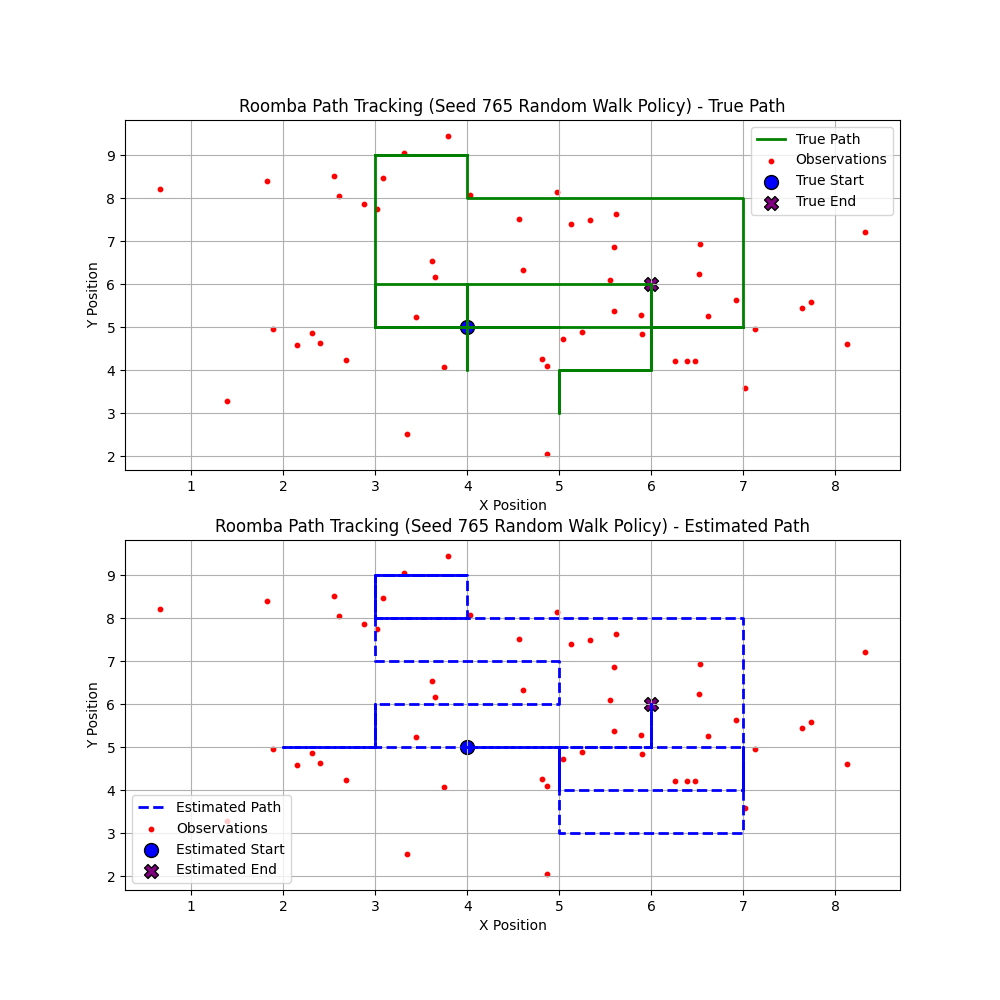 Roomba Path Tracking (Seed 765 Random Walk Policy) - True Path
True Path
Observations
True Start
True End
Y Position
9
8
7
6
5
4
3
2
1 2 3 4 5 6 7 8
X Position
Roomba Path Tracking (Seed 765 Random Walk Policy) - Estimated Path
Y Position
9
8
7
6
5
4
3
2
Estimated Path
Observations
Estimated Start
Estimated End
1 2 3 4 5 6 7 8
X Position